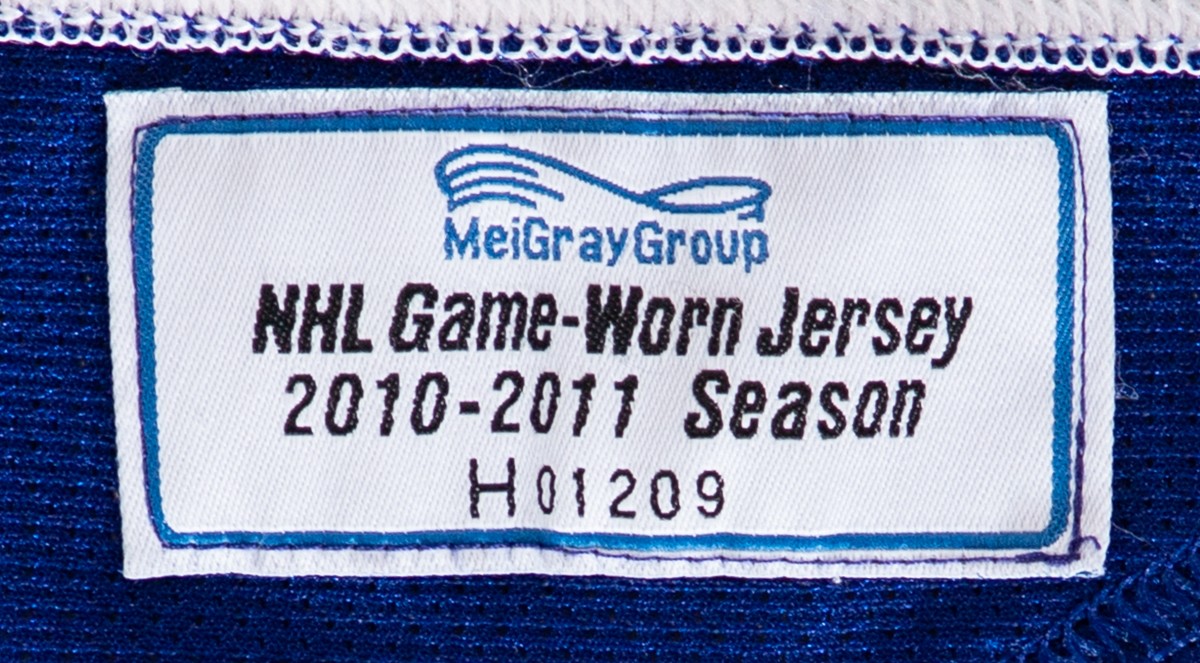 MeiGrayGroup
NHL Game-Worn Jersey
2010-2011 Season
H01209